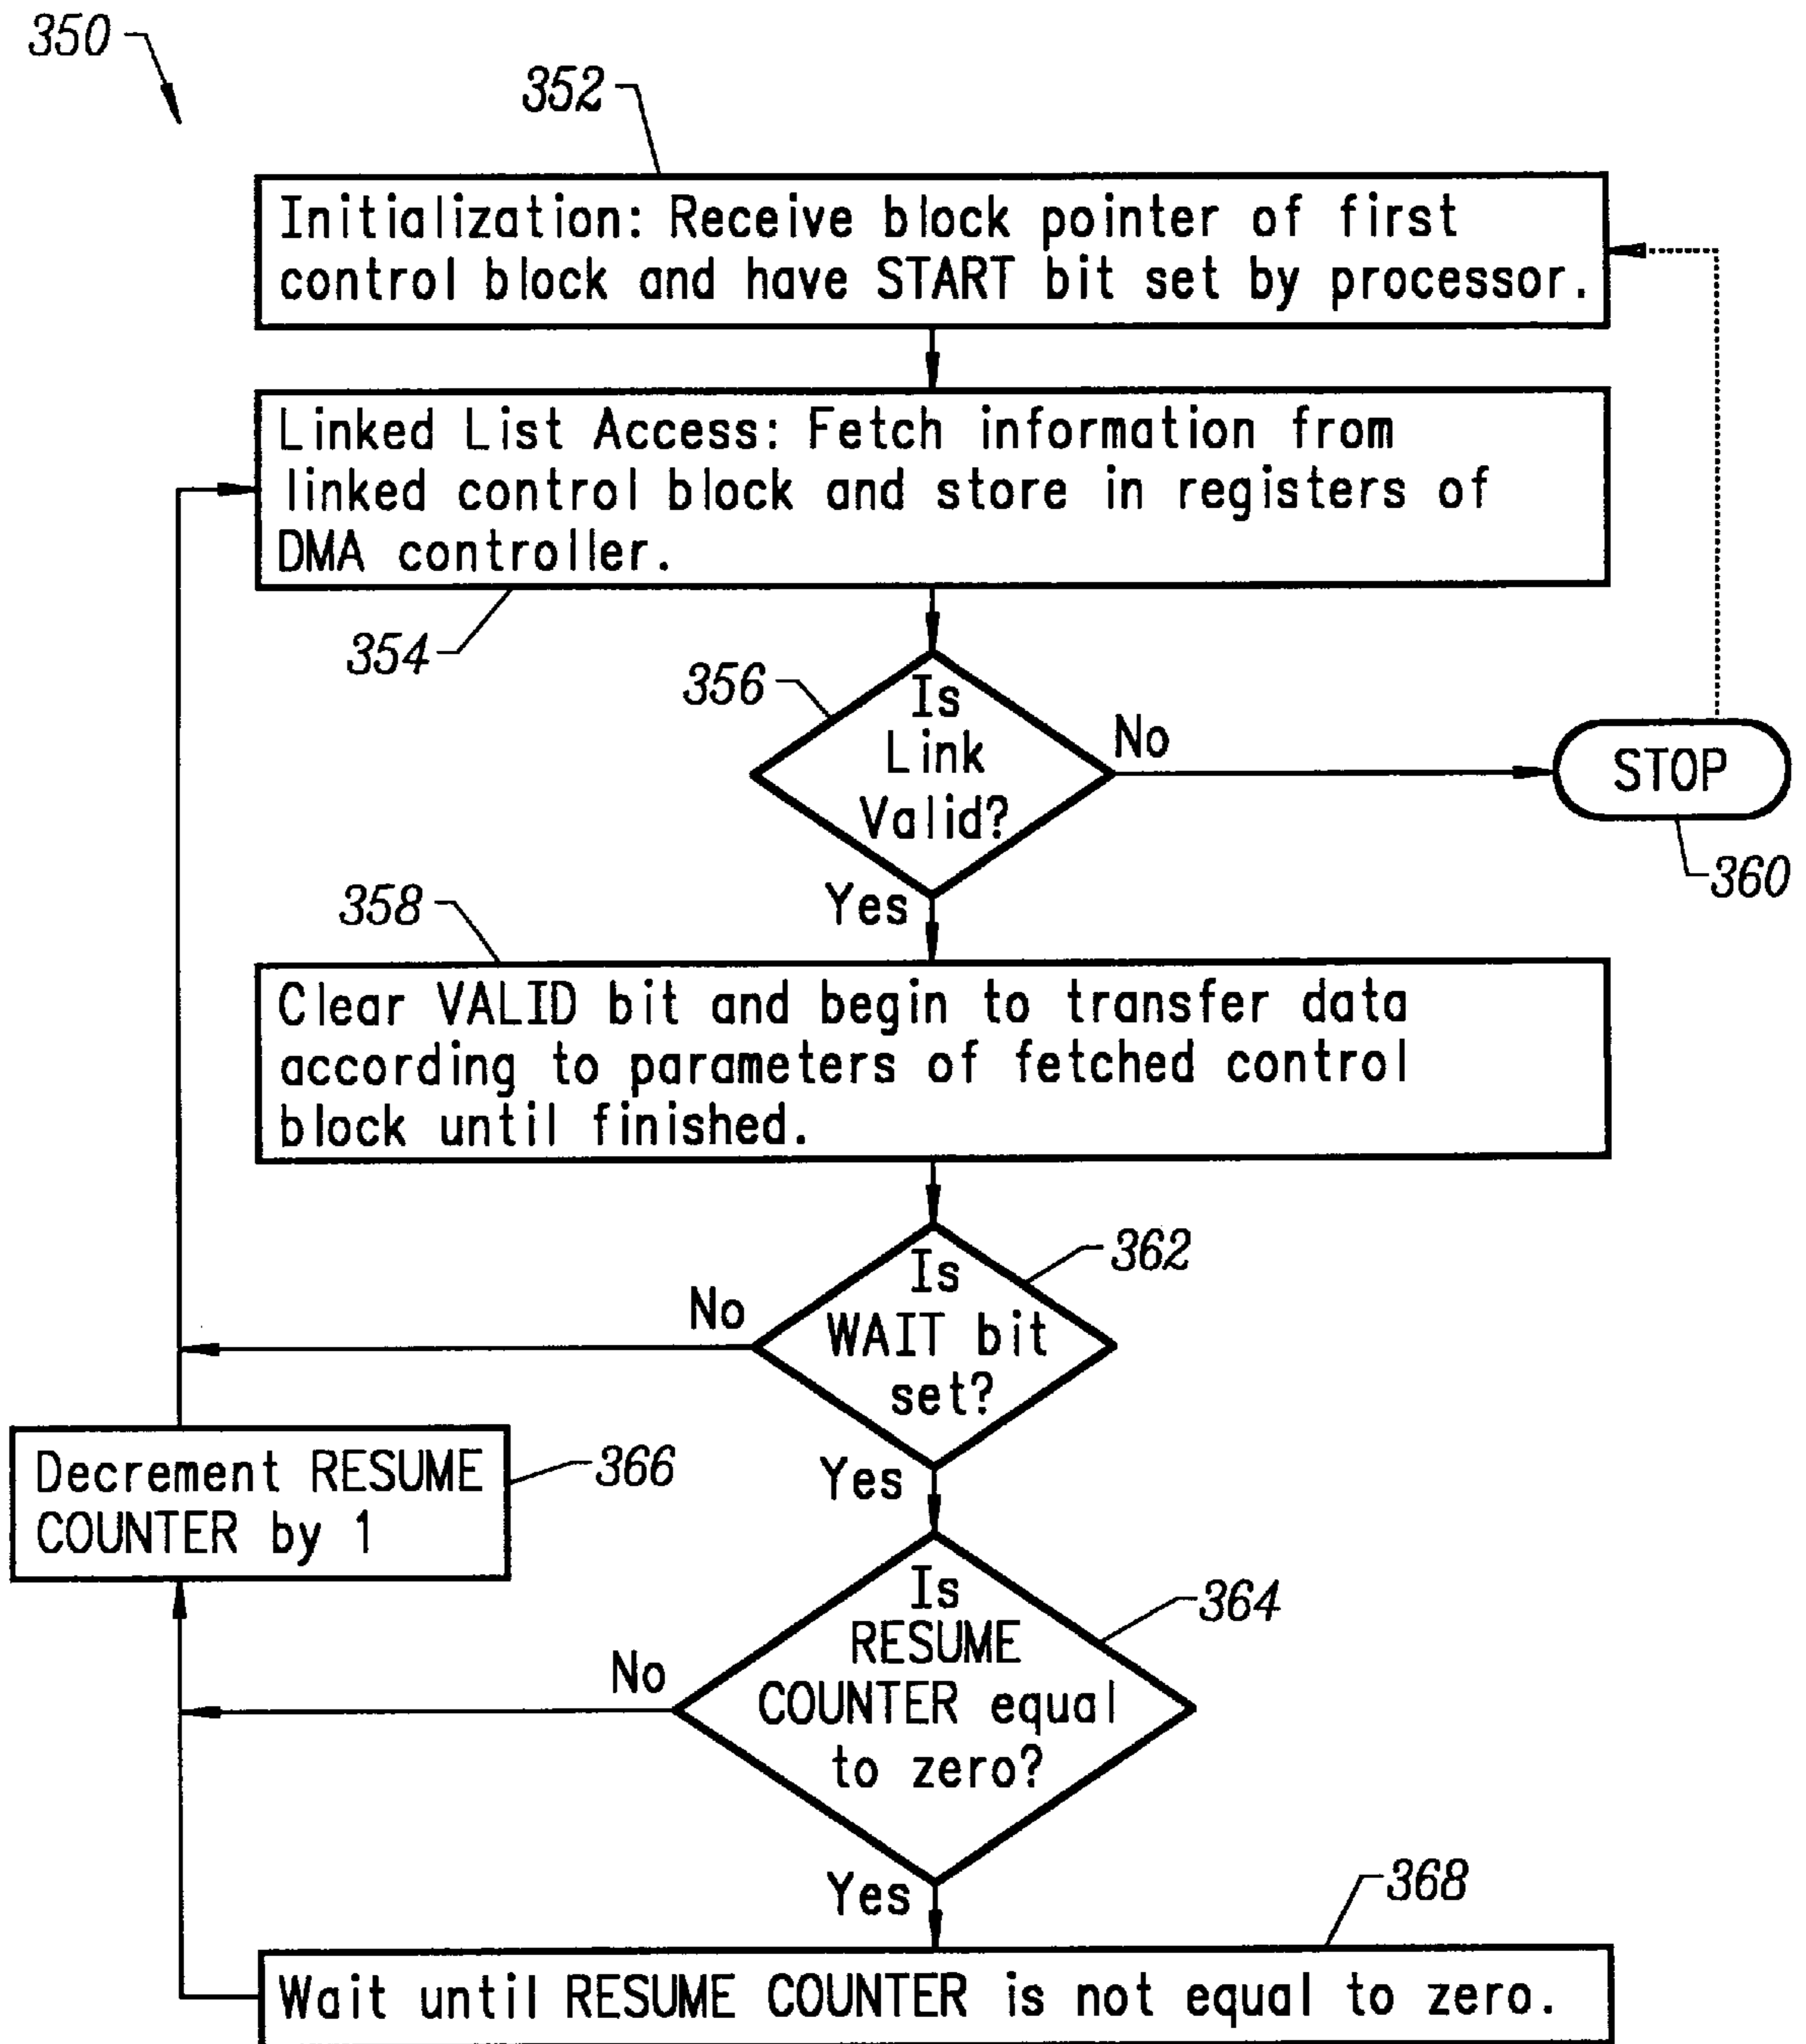 350
352
Initialization: Receive block pointer of first
control block and have START bit set by processor.
Linked List Access: Fetch information from
linked control block and store in registers of
DMA controller.
354
356
Is
Link
Valid?
No
STOP
360
Yes
358
Clear VALID bit and begin to transfer data
according to parameters of fetched control
block until finished.
362
Is
WAIT bit
set?
No
Yes
Decrement RESUME
COUNTER by 1
366
364
Is
RESUME
COUNTER equal
to zero?
No
Yes
368
Wait until RESUME COUNTER is not equal to zero.